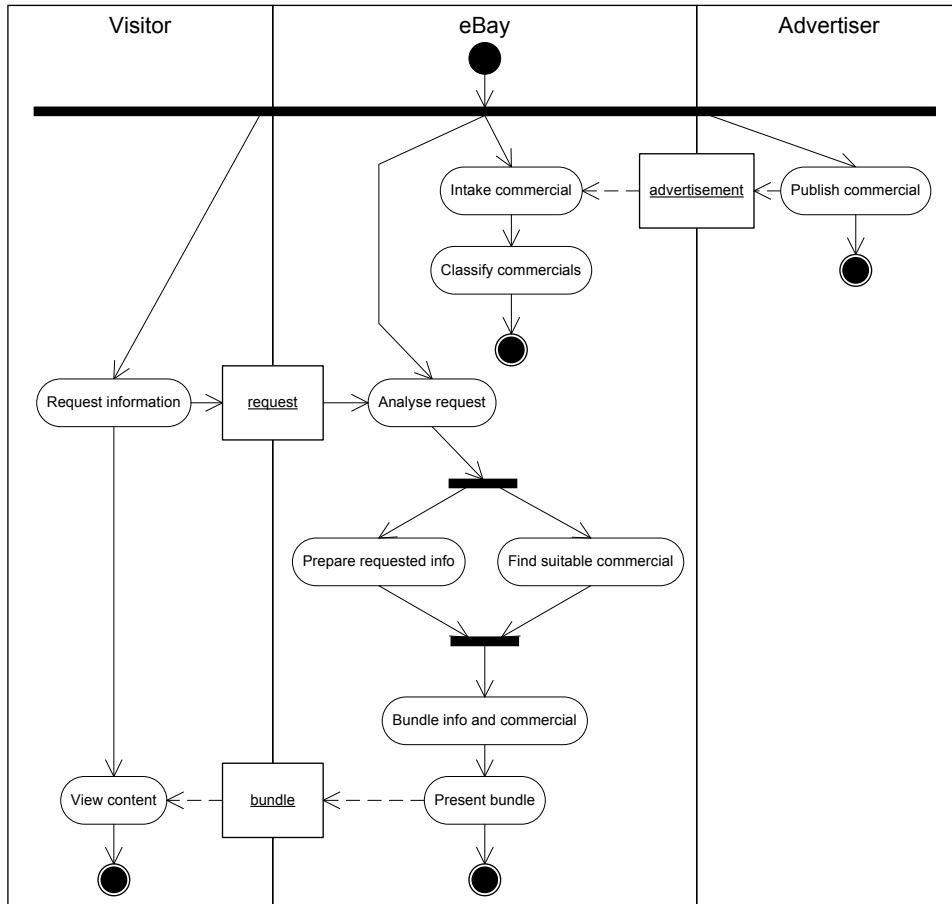 Visitor
eBay
Advertiser
Intake commercial
advertisement
Publish commercial
Classify commercials
Request information
request
Analyse request
Prepare requested info
Find suitable commercial
Bundle info and commercial
View content
bundle
Present bundle